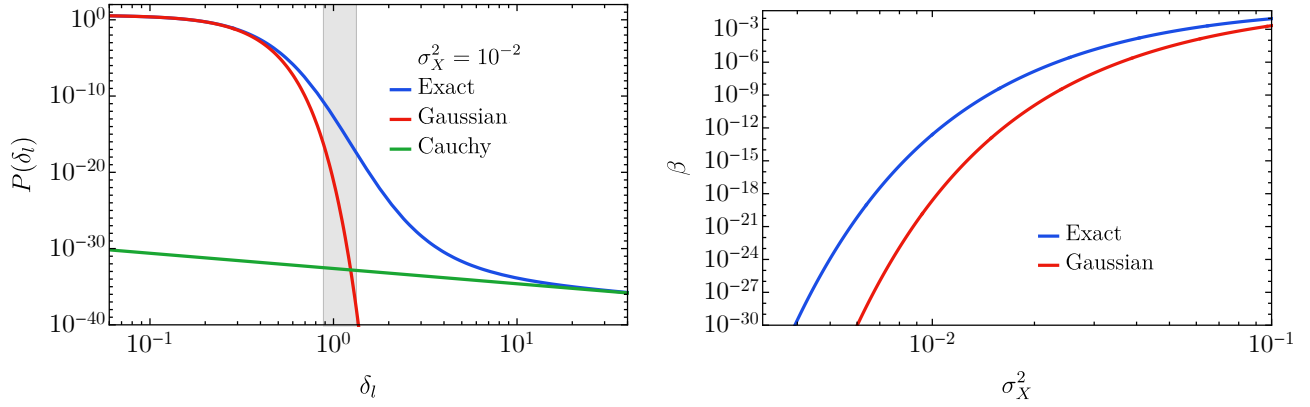 P(δ_l)
10^0
10^{-10}
10^{-20}
10^{-30}
10^{-40}
σ_X^2 = 10^{-2}
Exact
Gaussian
Cauchy
10^{-1}
10^0
10^1
δ_l
β
10^{-3}
10^{-6}
10^{-9}
10^{-12}
10^{-15}
10^{-18}
10^{-21}
10^{-24}
10^{-27}
10^{-30}
Exact
Gaussian
10^{-2}
10^{-1}
σ_X^2